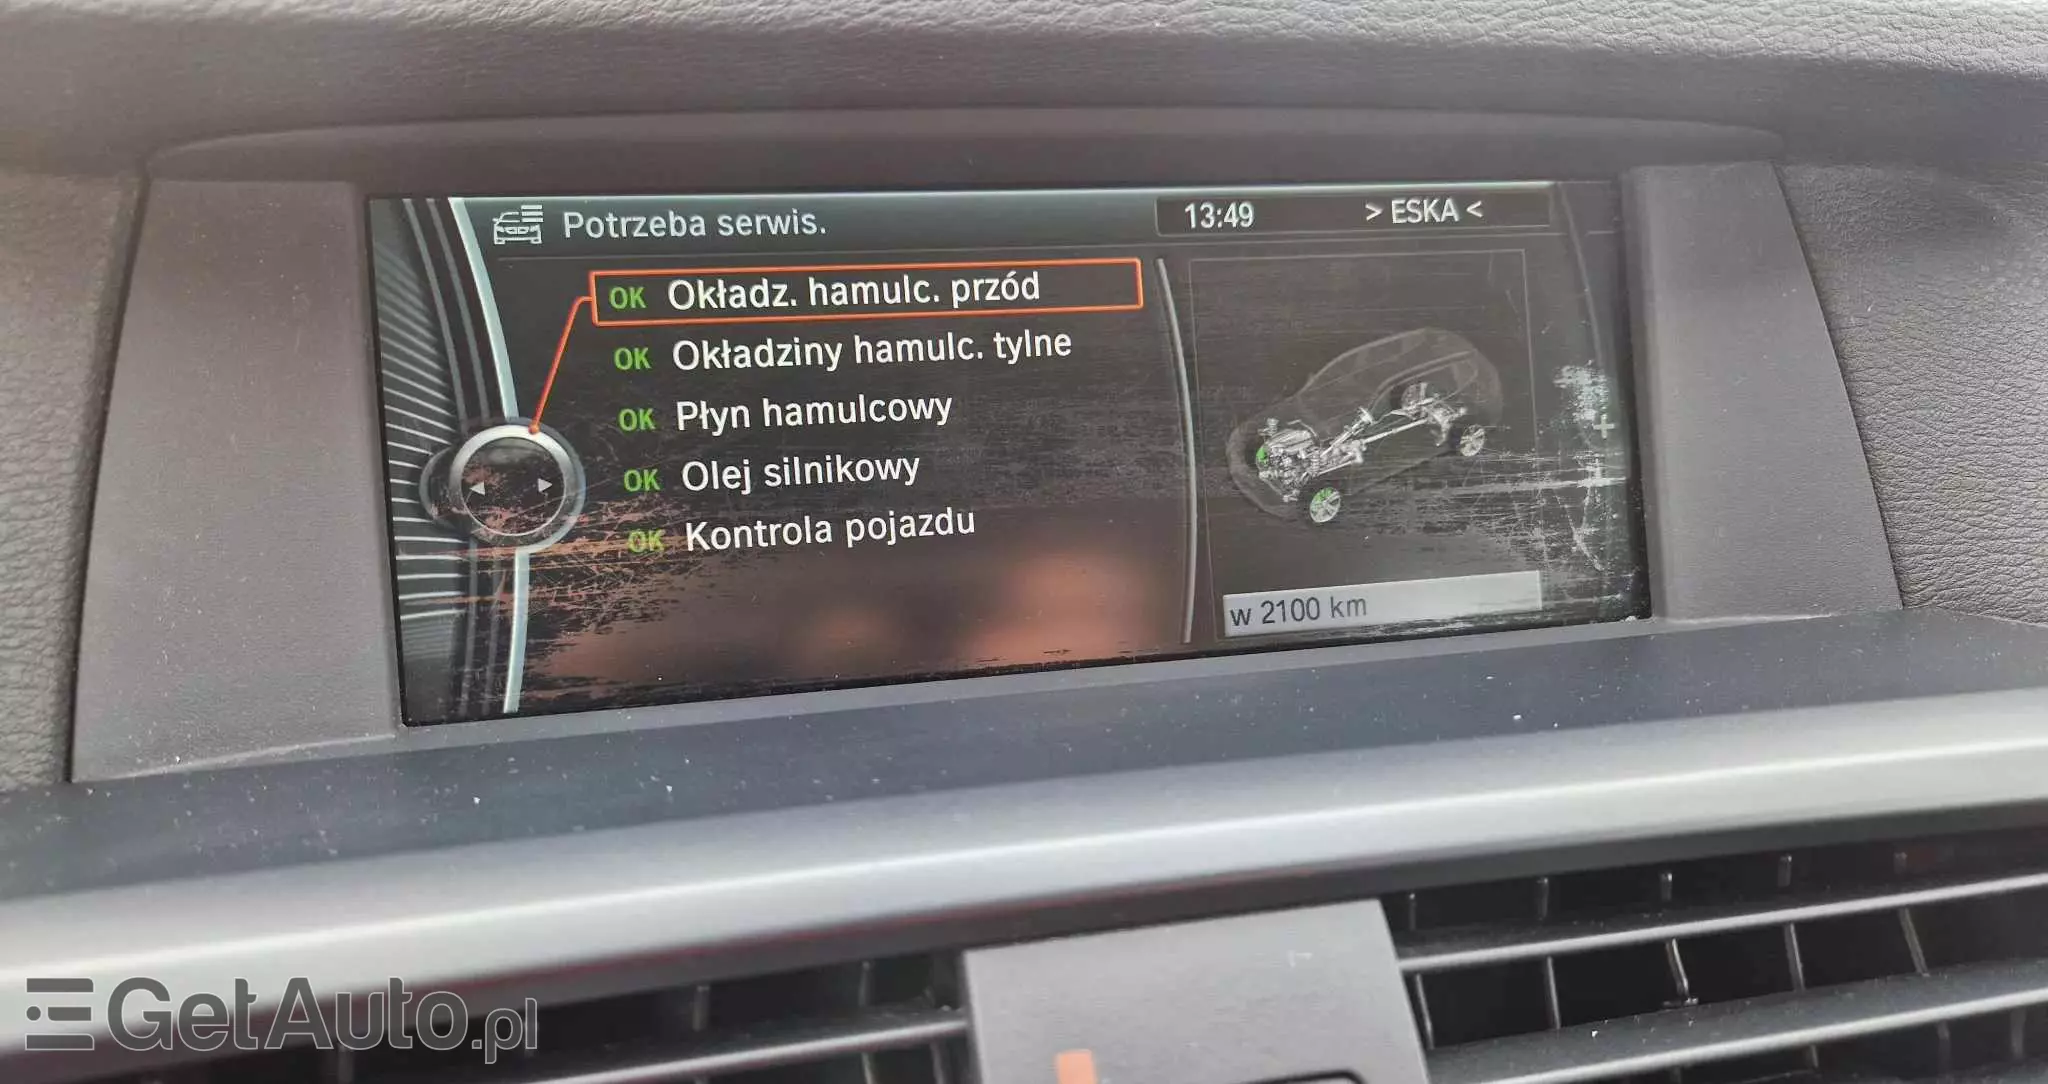 Potrzeba serwis.
13:49
> ESKA <
OK Okładz. hamulc. przód
OK Okładziny hamulc. tylne
OK Płyn hamulcowy
OK Olej silnikowy
OK Kontrola pojazdu
w 2100 km
GetAuto.pl